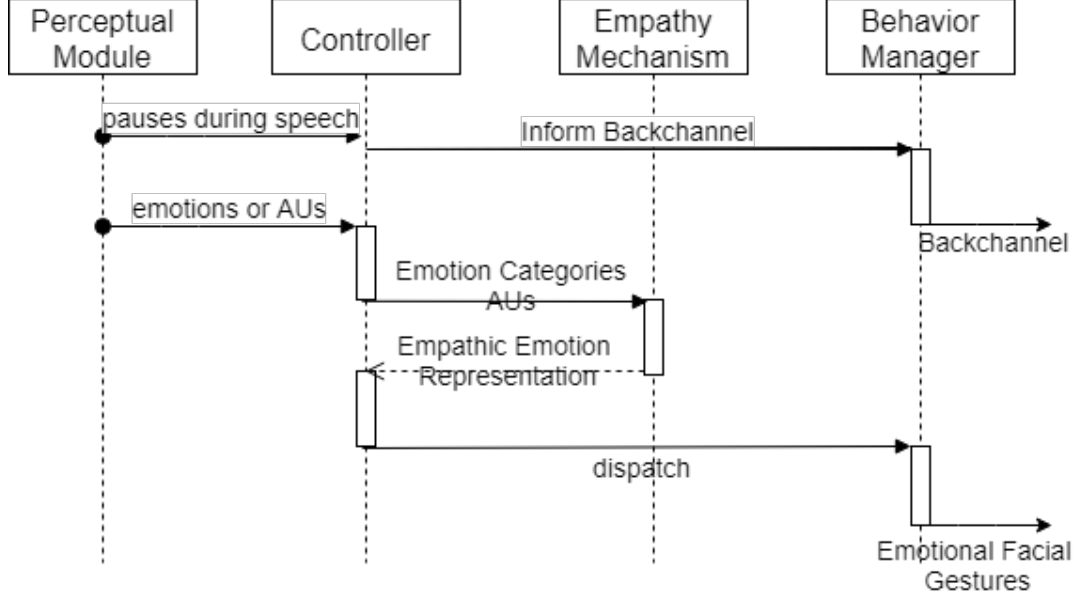 Perceptual
Module
Controller
Empathy
Mechanism
Behavior
Manager
pauses during speech
Inform Backchannel
emotions or AUs
Backchannel
Emotion Categories
AUs
Empathic Emotion
Representation
dispatch
Emotional Facial
Gestures